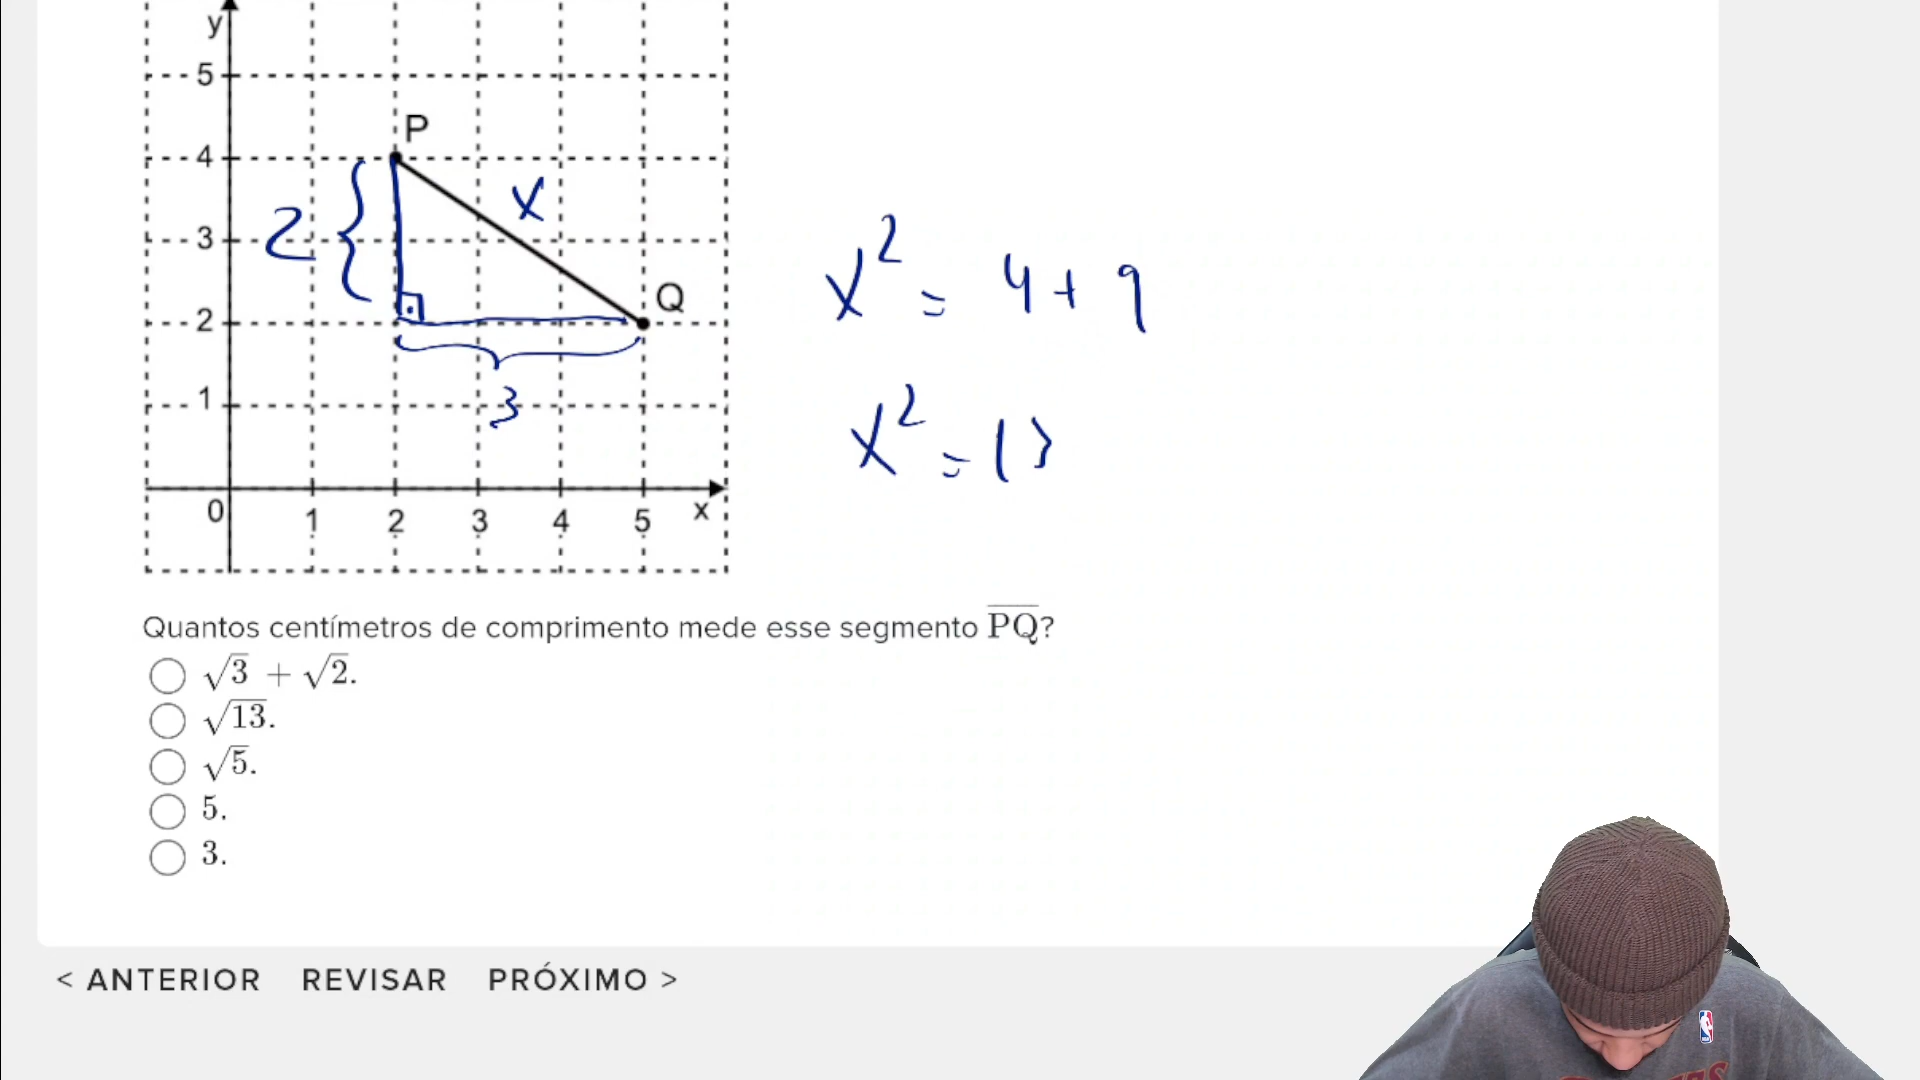 y
5
P
4
x
2
3
Q
2
3
1
0
1
2
3
4
5
x
x² = 4 + 9
x² = 13
Quantos centímetros de comprimento mede esse segmento P̅Q̅?
√3 + √2.
√13.
√5.
5.
3.
< ANTERIOR REVISAR PRÓXIMO >